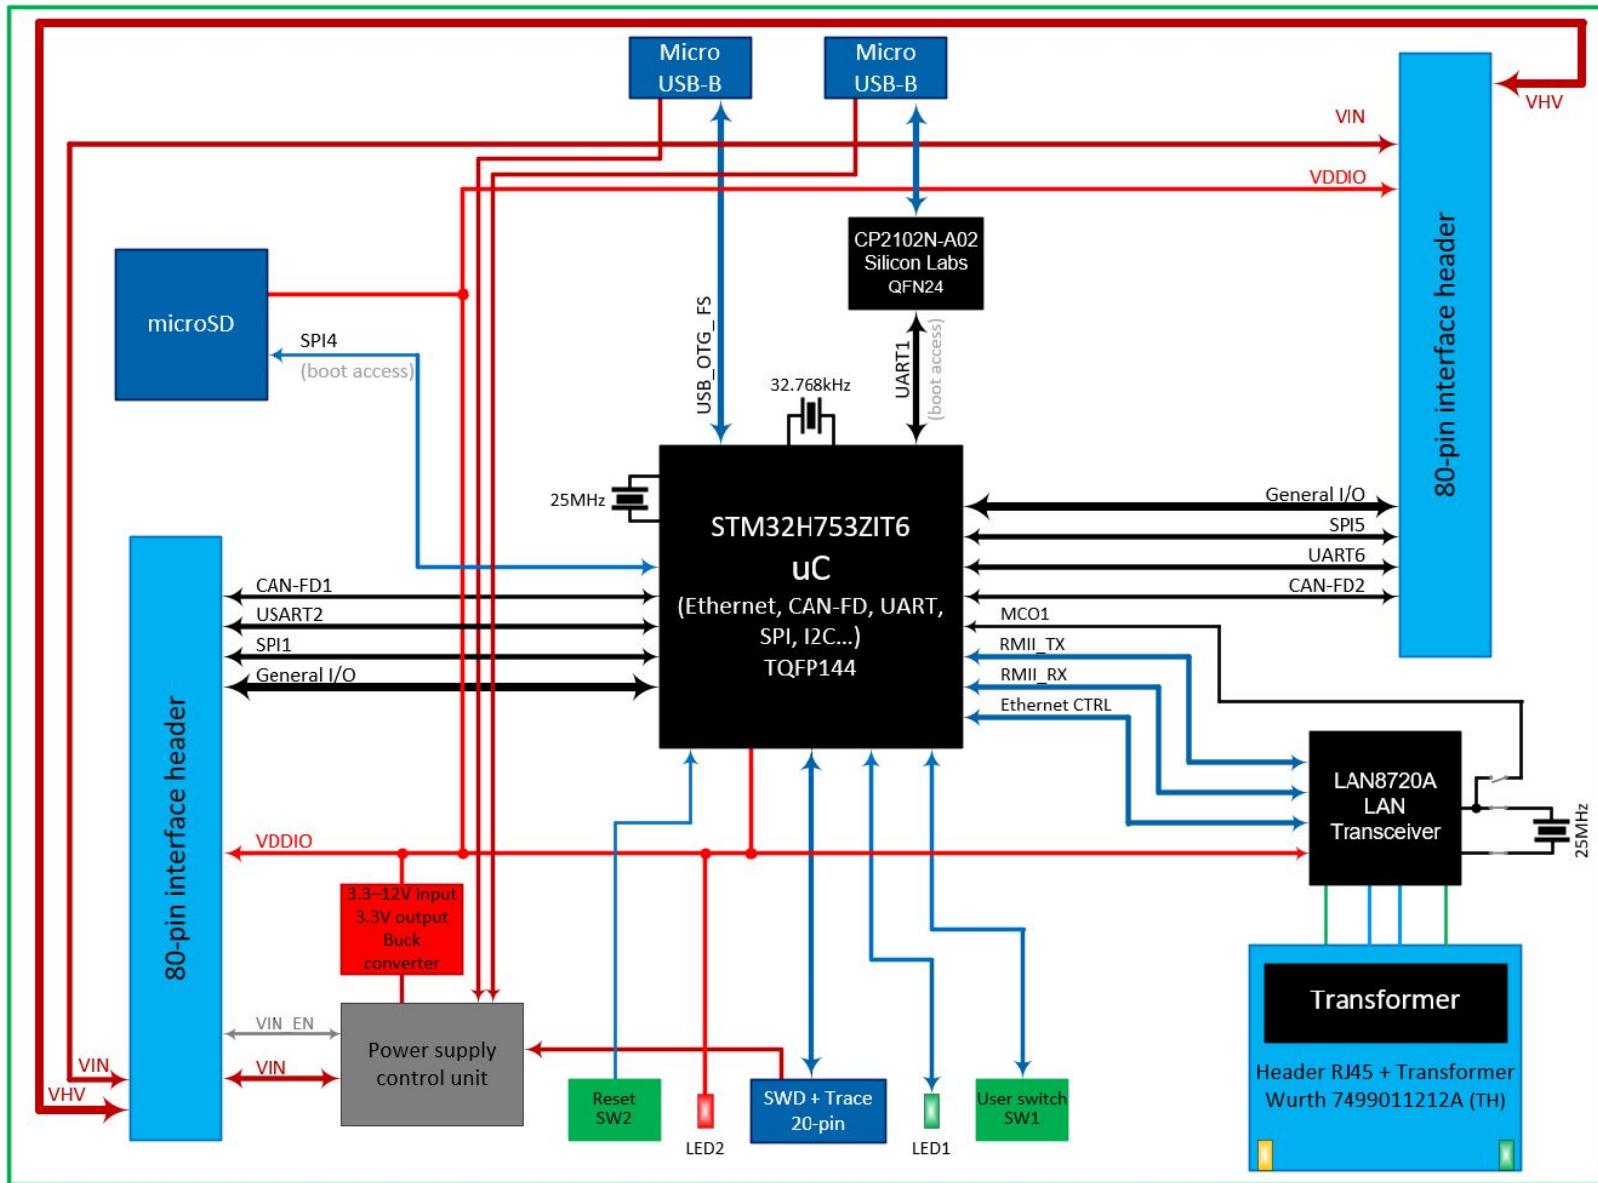 Micro
USB-B
Micro
USB-B
VHV
VIN
VDDIO
80-pin interface header
CP2102N-A02
Silicon Labs
QFN24
microSD
SPI4
(boot access)
USB_OTG_ FS
UART1
(boot access)
32.768kHz
25MHz
STM32H753ZIT6
uC
(Ethernet, CAN-FD, UART,
SPI, I2C...)
TQFP144
General I/O
SPI5
UART6
CAN-FD2
MCO1
RMII_TX
RMII_RX
Ethernet CTRL
CAN-FD1
USART2
SPI1
General I/O
80-pin interface header
LAN8720A
LAN
Transceiver
25MHz
VDDIO
3.3–12V input
3.3V output
Buck
converter
VIN_EN
VIN
VIN
VHV
Power supply
control unit
Reset
SW2
LED2
SWD + Trace
20-pin
LED1
User switch
SW1
Transformer
Header RJ45 + Transformer
Wurth 7499011212A (TH)